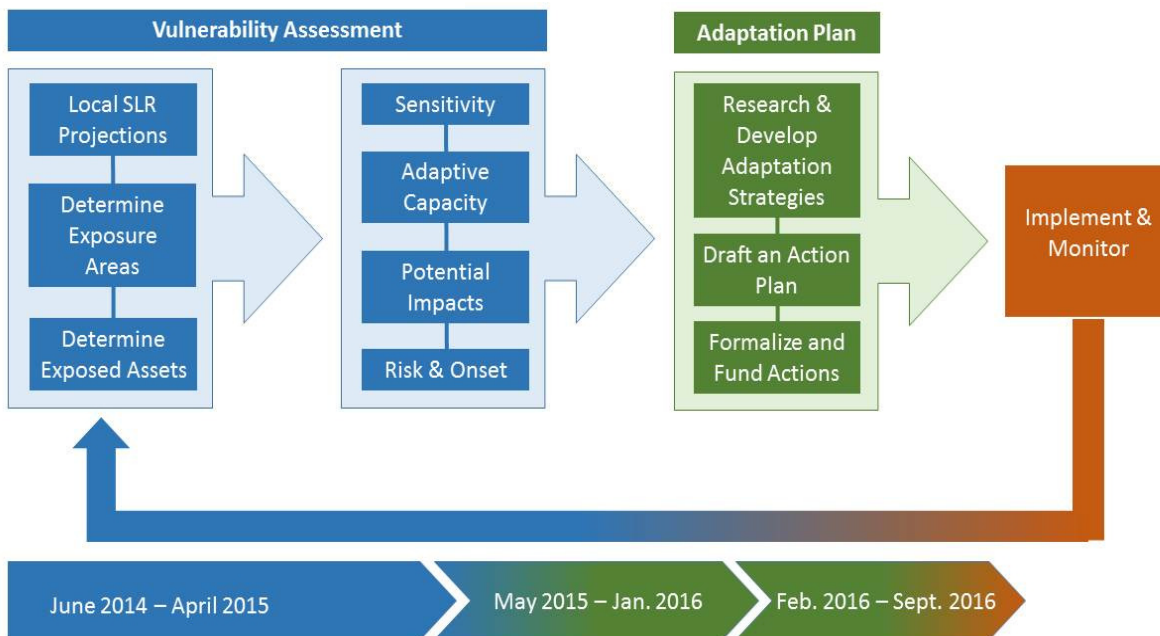 Vulnerability Assessment
Adaptation Plan
Local SLR
Projections
Determine
Exposure
Areas
Determine
Exposed Assets
Sensitivity
Adaptive
Capacity
Potential
Impacts
Risk & Onset
Research &
Develop
Adaptation
Strategies
Draft an Action
Plan
Formalize and
Fund Actions
Implement &
Monitor
June 2014 – April 2015
May 2015 – Jan. 2016
Feb. 2016 – Sept. 2016